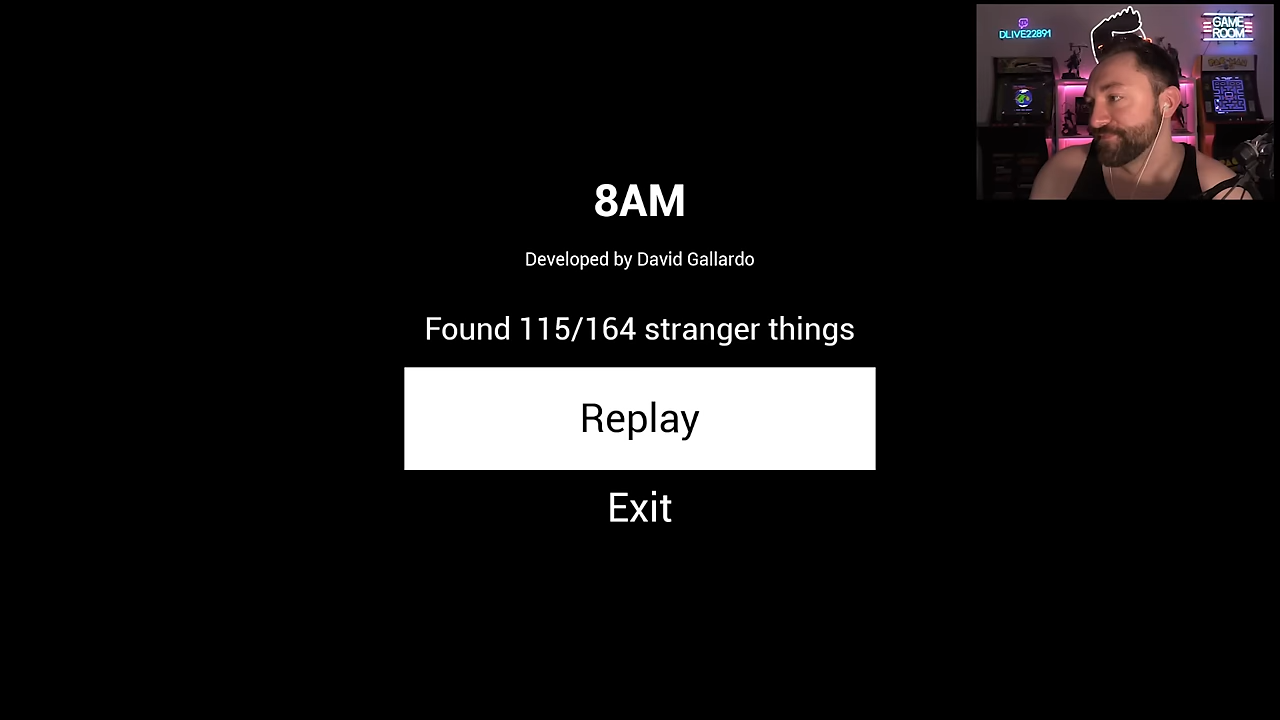 DLIVE22891
GAME
ROOM
8AM
Developed by David Gallardo
Found 115/164 stranger things
Replay
Exit